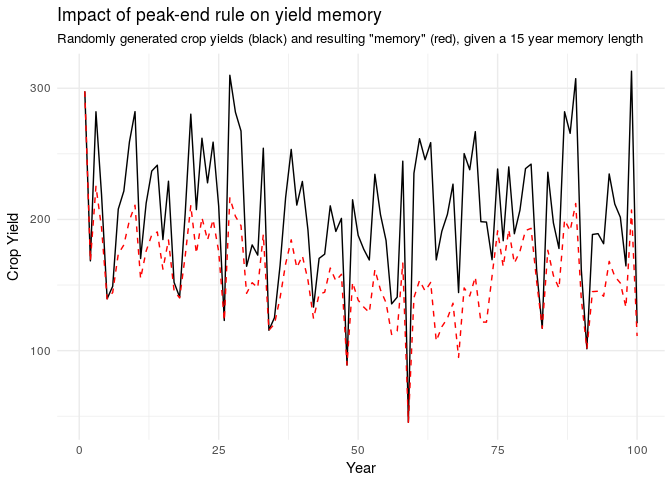 Impact of peak-end rule on yield memory
Randomly generated crop yields (black) and resulting "memory" (red), given a 15 year memory length
300
200
100
Crop Yield
0 25 50 75 100
Year